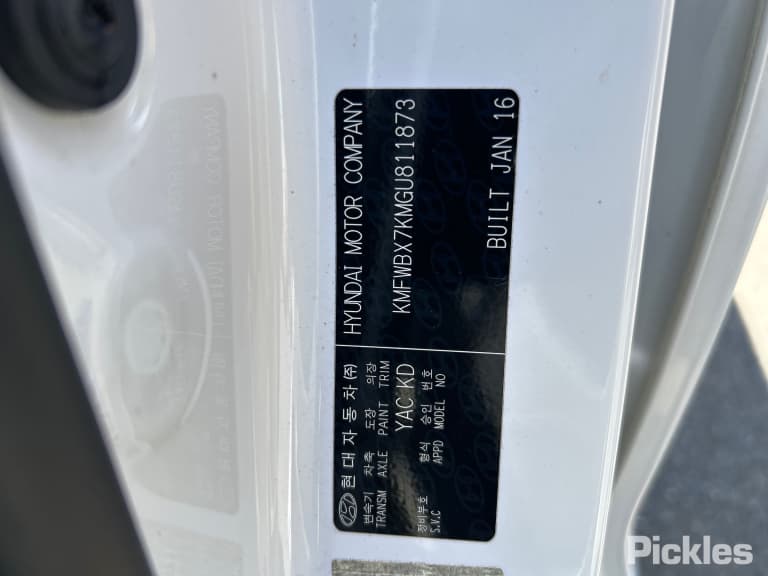 현대자동차(주) HYUNDAI MOTOR COMPANY
변속기 차축 도장 의장
TRANSM AXLE PAINT TRIM
YAC KD KMFWBX7KMGU811873
형식 승인 번호
APPD MODEL NO
정비부호
S.V.C
BUILT JAN 16
Pickles